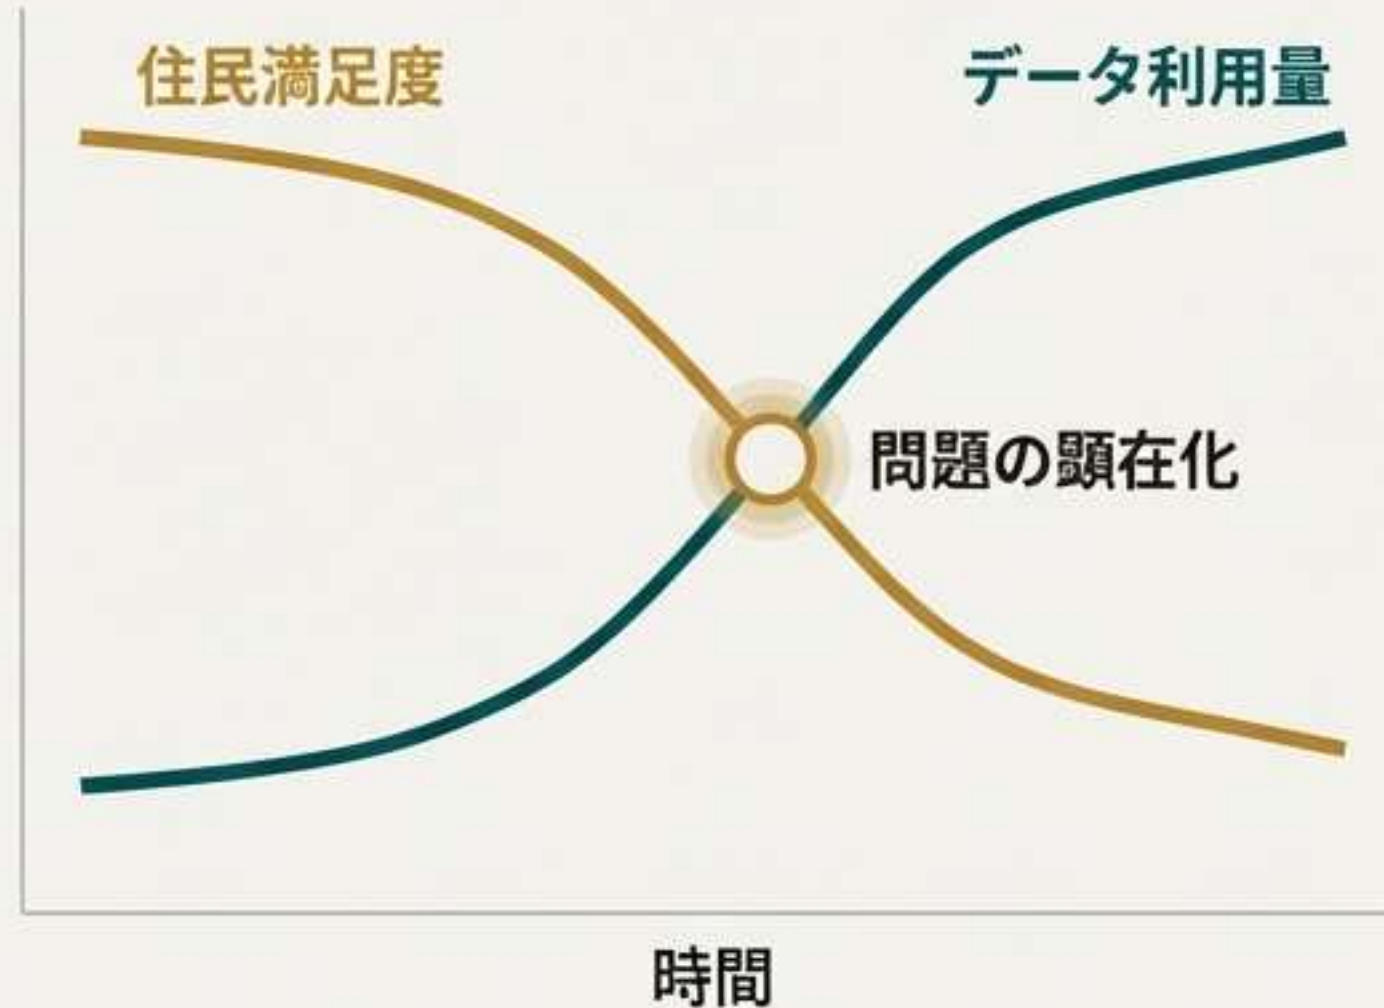 住民満足度
データ利用量
問題の顕在化
時間